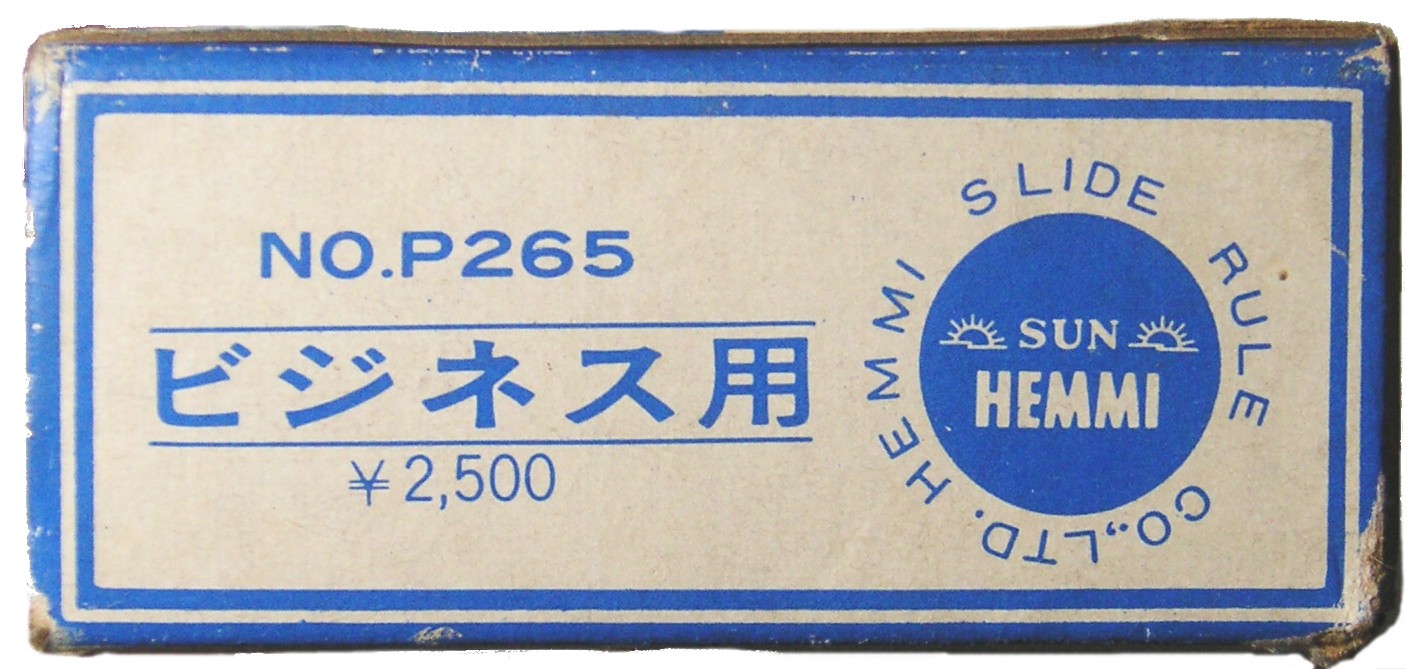 NO.P265
ビジネス用
¥2,500
HEMMI SLIDE RULE CO.,LTD.
SUN
HEMMI